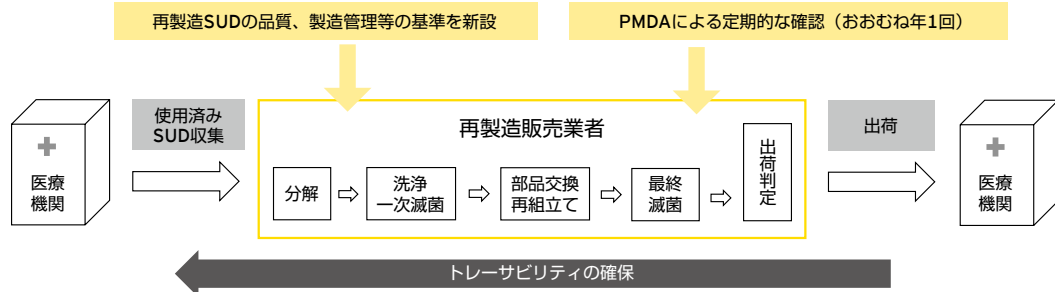 再製造SUDの品質、製造管理等の基準を新設
PMDAによる定期的な確認（おおむね年1回）
医療
機関
使用済み
SUD収集
再製造販売業者
分解
洗浄
一次滅菌
部品交換
再組立て
最終
滅菌
出荷判定
出荷
医療
機関
トレーサビリティの確保